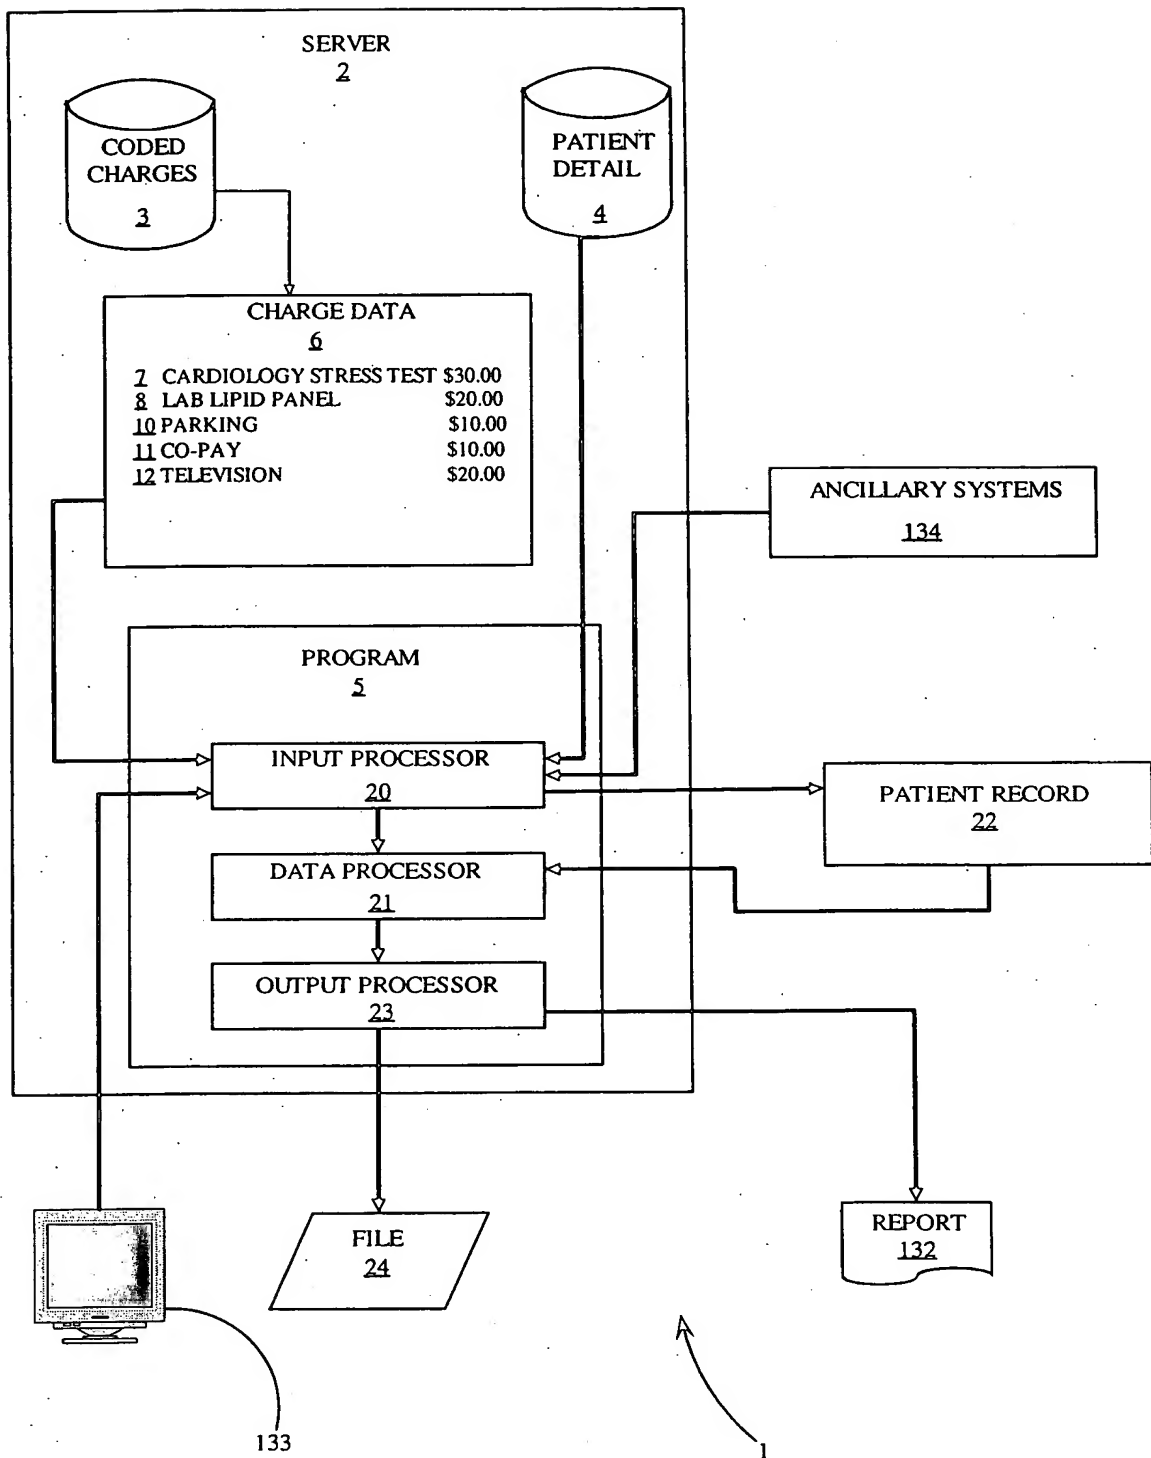 SERVER
2
CODED
CHARGES
3
PATIENT
DETAIL
4
CHARGE DATA
6
7 CARDIOLOGY STRESS TEST $30.00
8 LAB LIPID PANEL $20.00
10 PARKING $10.00
11 CO-PAY $10.00
12 TELEVISION $20.00
ANCILLARY SYSTEMS
134
PROGRAM
5
INPUT PROCESSOR
20
PATIENT RECORD
22
DATA PROCESSOR
21
OUTPUT PROCESSOR
23
FILE
24
REPORT
132
133
1